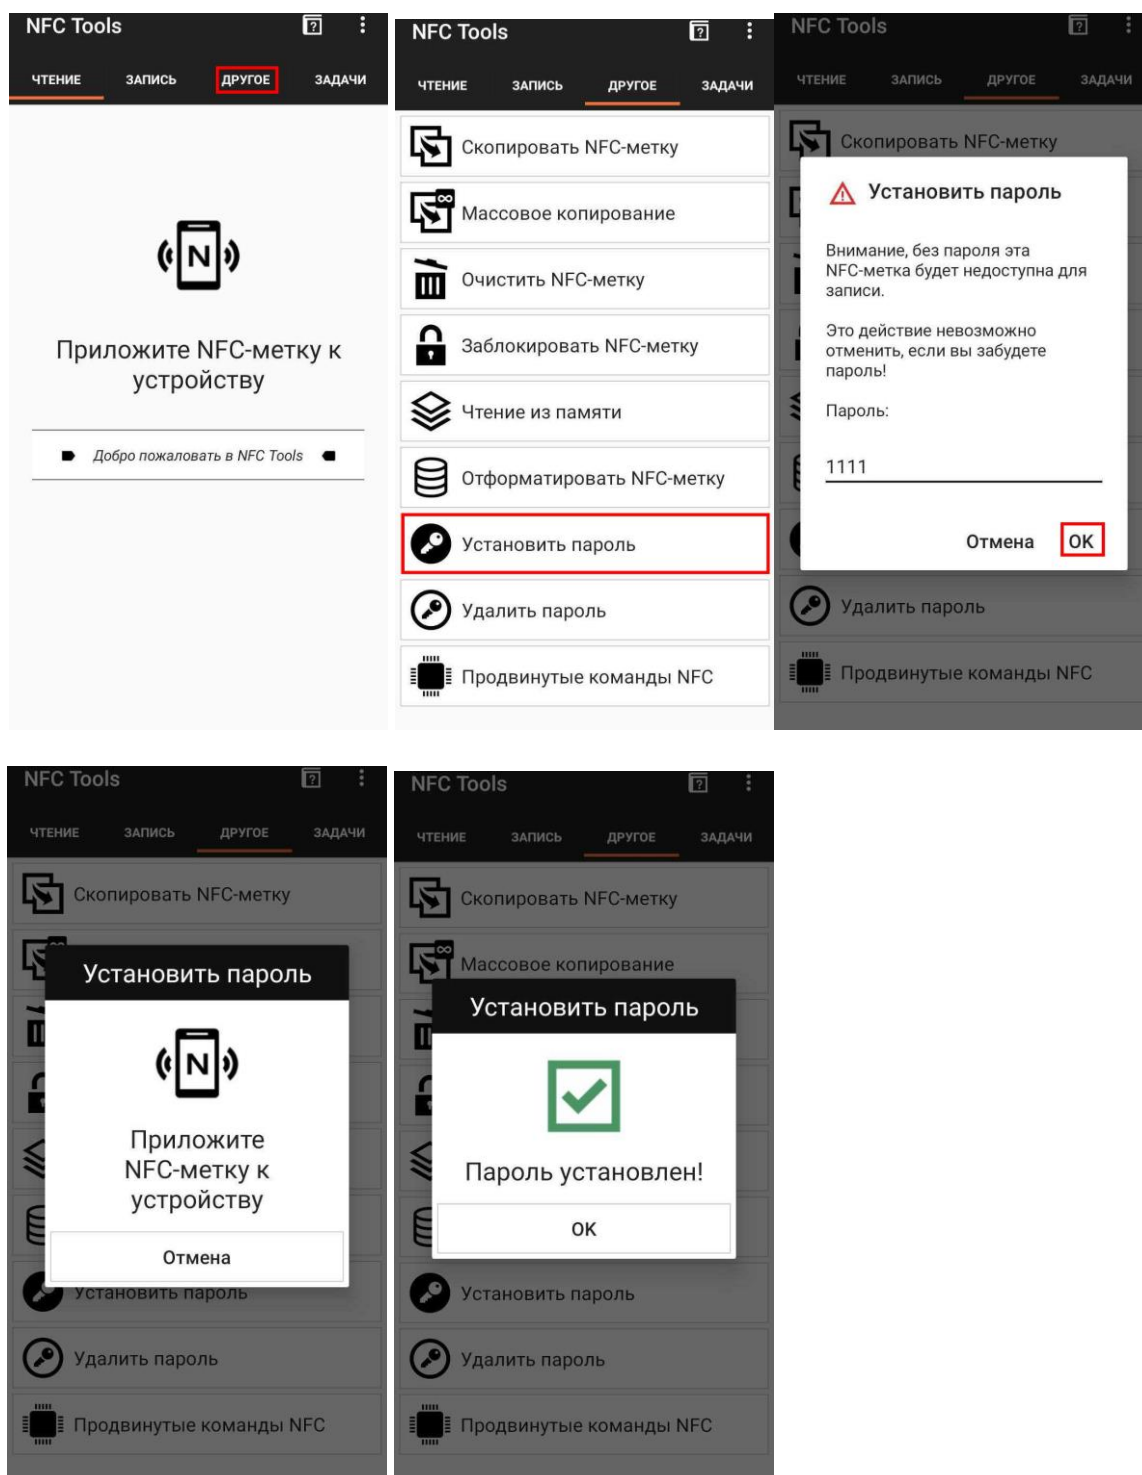 NFC Tools
ЧТЕНИЕ ЗАПИСЬ ДРУГОЕ ЗАДАЧИ
Приложите NFC-метку к
устройству
Добро пожаловать в NFC Tools
NFC Tools
ЧТЕНИЕ ЗАПИСЬ ДРУГОЕ ЗАДАЧИ
Скопировать NFC-метку
Массовое копирование
Очистить NFC-метку
Заблокировать NFC-метку
Чтение из памяти
Отформатировать NFC-метку
Установить пароль
Удалить пароль
Продвинутые команды NFC
NFC Tools
ЧТЕНИЕ ЗАПИСЬ ДРУГОЕ ЗАДАЧИ
Скопировать NFC-метку
Установить пароль
Внимание, без пароля эта
NFC-метка будет недоступна для
записи.
Это действие невозможно
отменить, если вы забудете
пароль!
Пароль:
1111
Отмена OK
Удалить пароль
Продвинутые команды NFC
NFC Tools
ЧТЕНИЕ ЗАПИСЬ ДРУГОЕ ЗАДАЧИ
Скопировать NFC-метку
Установить пароль
Приложите
NFC-метку к
устройству
Отмена
Установить пароль
Удалить пароль
Продвинутые команды NFC
NFC Tools
ЧТЕНИЕ ЗАПИСЬ ДРУГОЕ ЗАДАЧИ
Скопировать NFC-метку
Массовое копирование
Установить пароль
Пароль установлен!
OK
Установить пароль
Удалить пароль
Продвинутые команды NFC